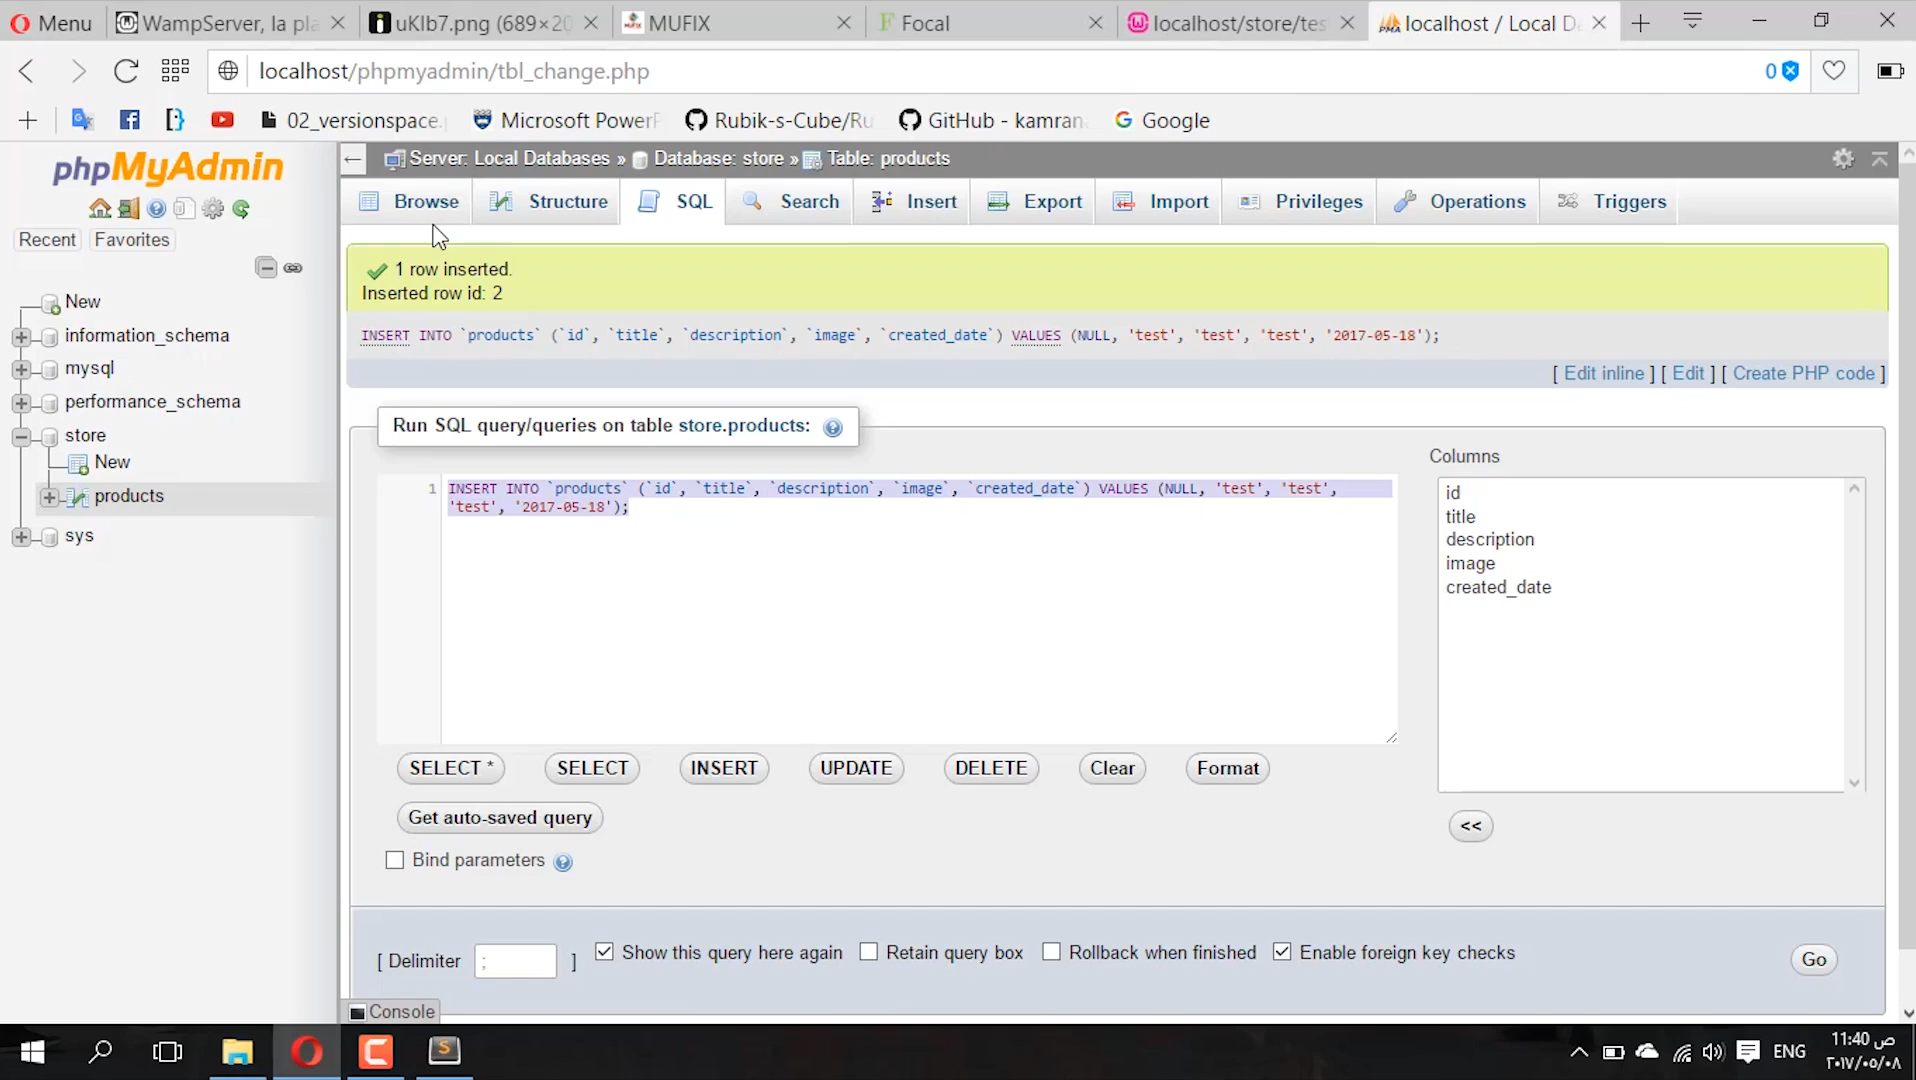 Menu
WampServer, la pla
uKIb7.png (689×20
MUFIX
Focal
localhost/store/tes
localhost / Local D
localhost/phpmyadmin/tbl_change.php
0
02_versionspace.
Microsoft PowerP
Rubik-s-Cube/Ru
GitHub - kamran
Google
phpMyAdmin
Recent
Favorites
New
information_schema
mysql
performance_schema
store
New
products
sys
Server: Local Databases » Database: store » Table: products
Browse
Structure
SQL
Search
Insert
Export
Import
Privileges
Operations
Triggers
1 row inserted.
Inserted row id: 2
INSERT INTO `products` (`id`, `title`, `description`, `image`, `created_date`) VALUES (NULL, 'test', 'test', 'test', '2017-05-18');
[ Edit inline ] [ Edit ] [ Create PHP code ]
Run SQL query/queries on table store.products:
1
INSERT INTO `products` (`id`, `title`, `description`, `image`, `created_date`) VALUES (NULL, 'test', 'test',
'test', '2017-05-18');
Columns
id
title
description
image
created_date
SELECT *
SELECT
INSERT
UPDATE
DELETE
Clear
Format
<<
Get auto-saved query
Bind parameters
[ Delimiter ; ]
Show this query here again
Retain query box
Rollback when finished
Enable foreign key checks
Go
Console
ENG
11:40 ص
٢٠١٧/٠٥/٠٨